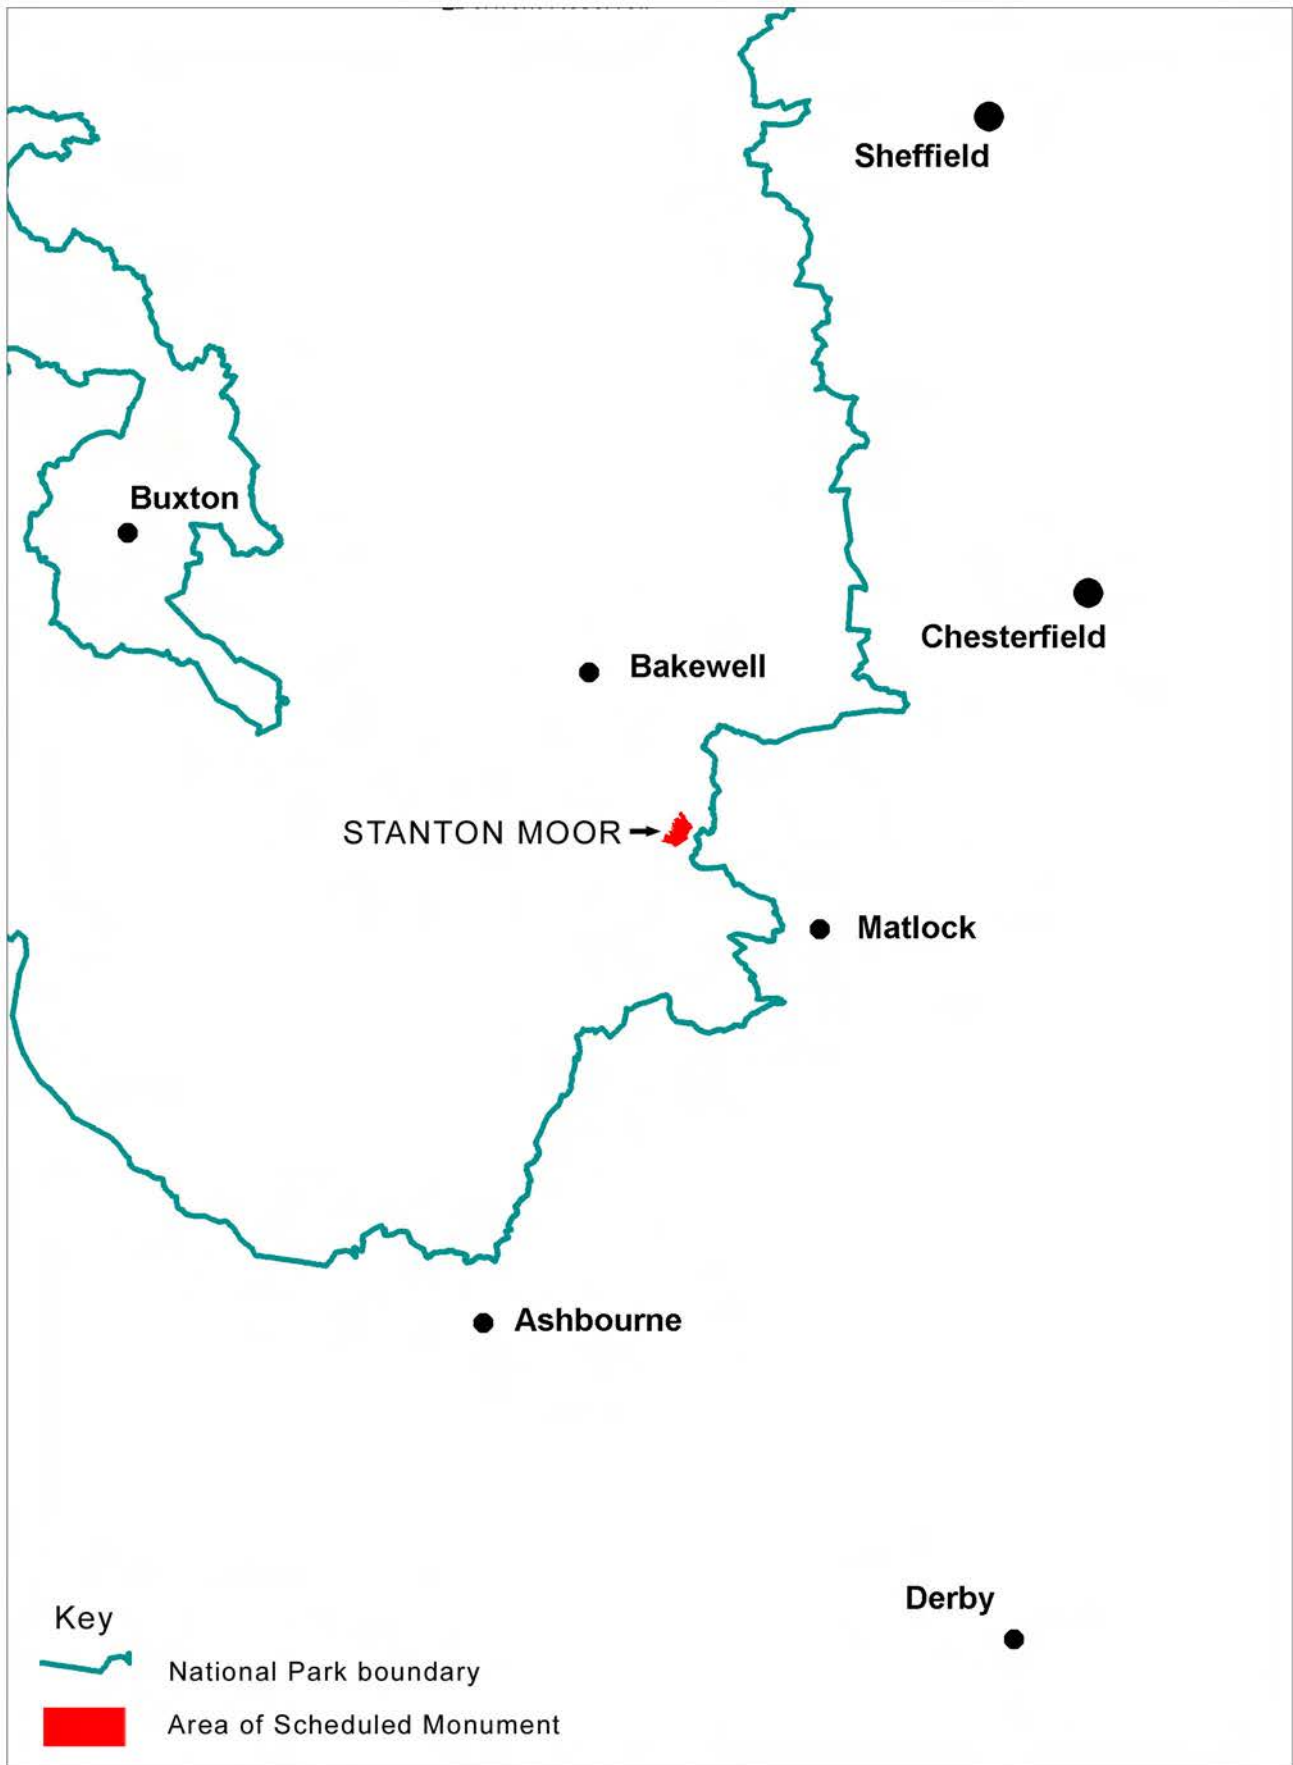 Sheffield
Buxton
Chesterfield
Bakewell
STANTON MOOR
Matlock
Ashbourne
Derby
Key
National Park boundary
Area of Scheduled Monument